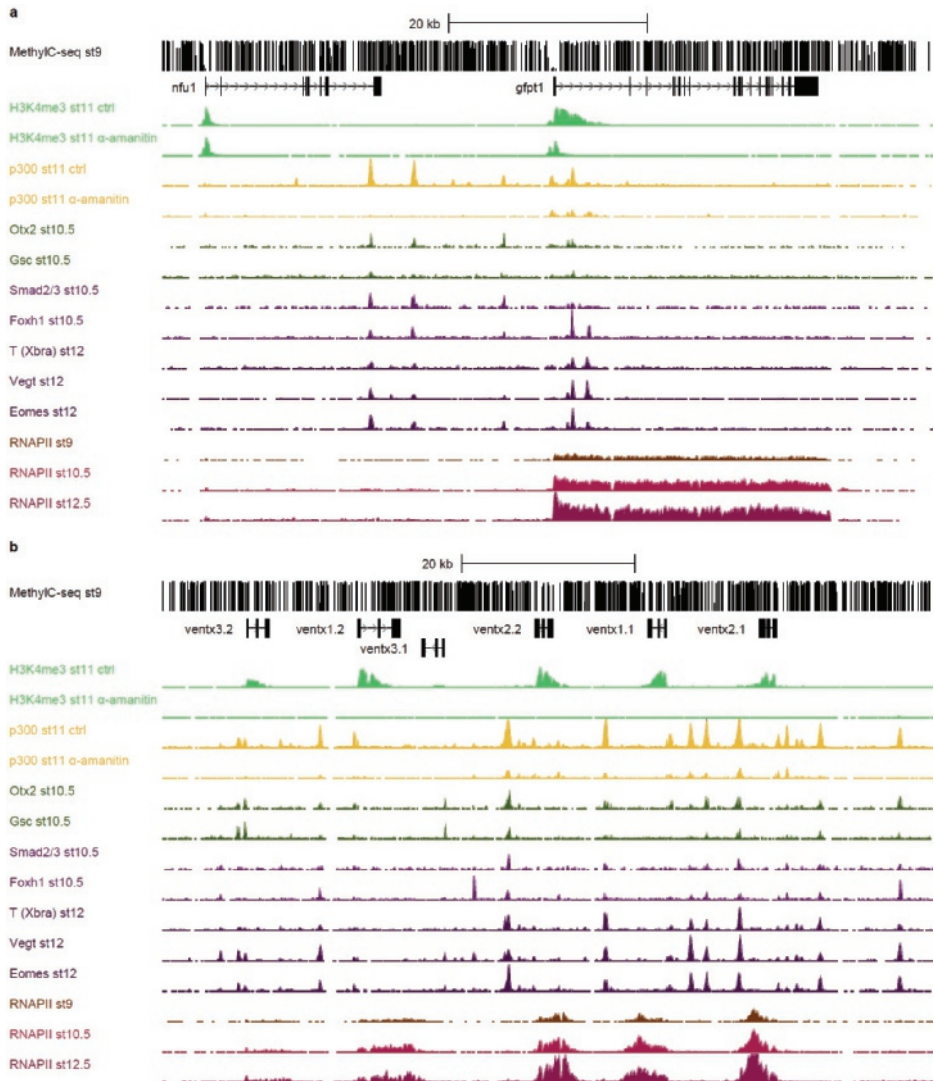 a
20 kb
MethylC-seq st9
nfu1
gfpt1
H3K4me3 st11 ctrl
H3K4me3 st11 α-amanitin
p300 st11 ctrl
p300 st11 α-amanitin
Otx2 st10.5
Gsc st10.5
Smad2/3 st10.5
Foxh1 st10.5
T (Xbra) st12
Vegt st12
Eomes st12
RNAPII st9
RNAPII st10.5
RNAPII st12.5
b
20 kb
MethylC-seq st9
ventx3.2 ventx1.2 ventx2.2 ventx1.1 ventx2.1
ventx3.1
H3K4me3 st11 ctrl
H3K4me3 st11 α-amanitin
p300 st11 ctrl
p300 st11 α-amanitin
Otx2 st10.5
Gsc st10.5
Smad2/3 st10.5
Foxh1 st10.5
T (Xbra) st12
Vegt st12
Eomes st12
RNAPII st9
RNAPII st10.5
RNAPII st12.5